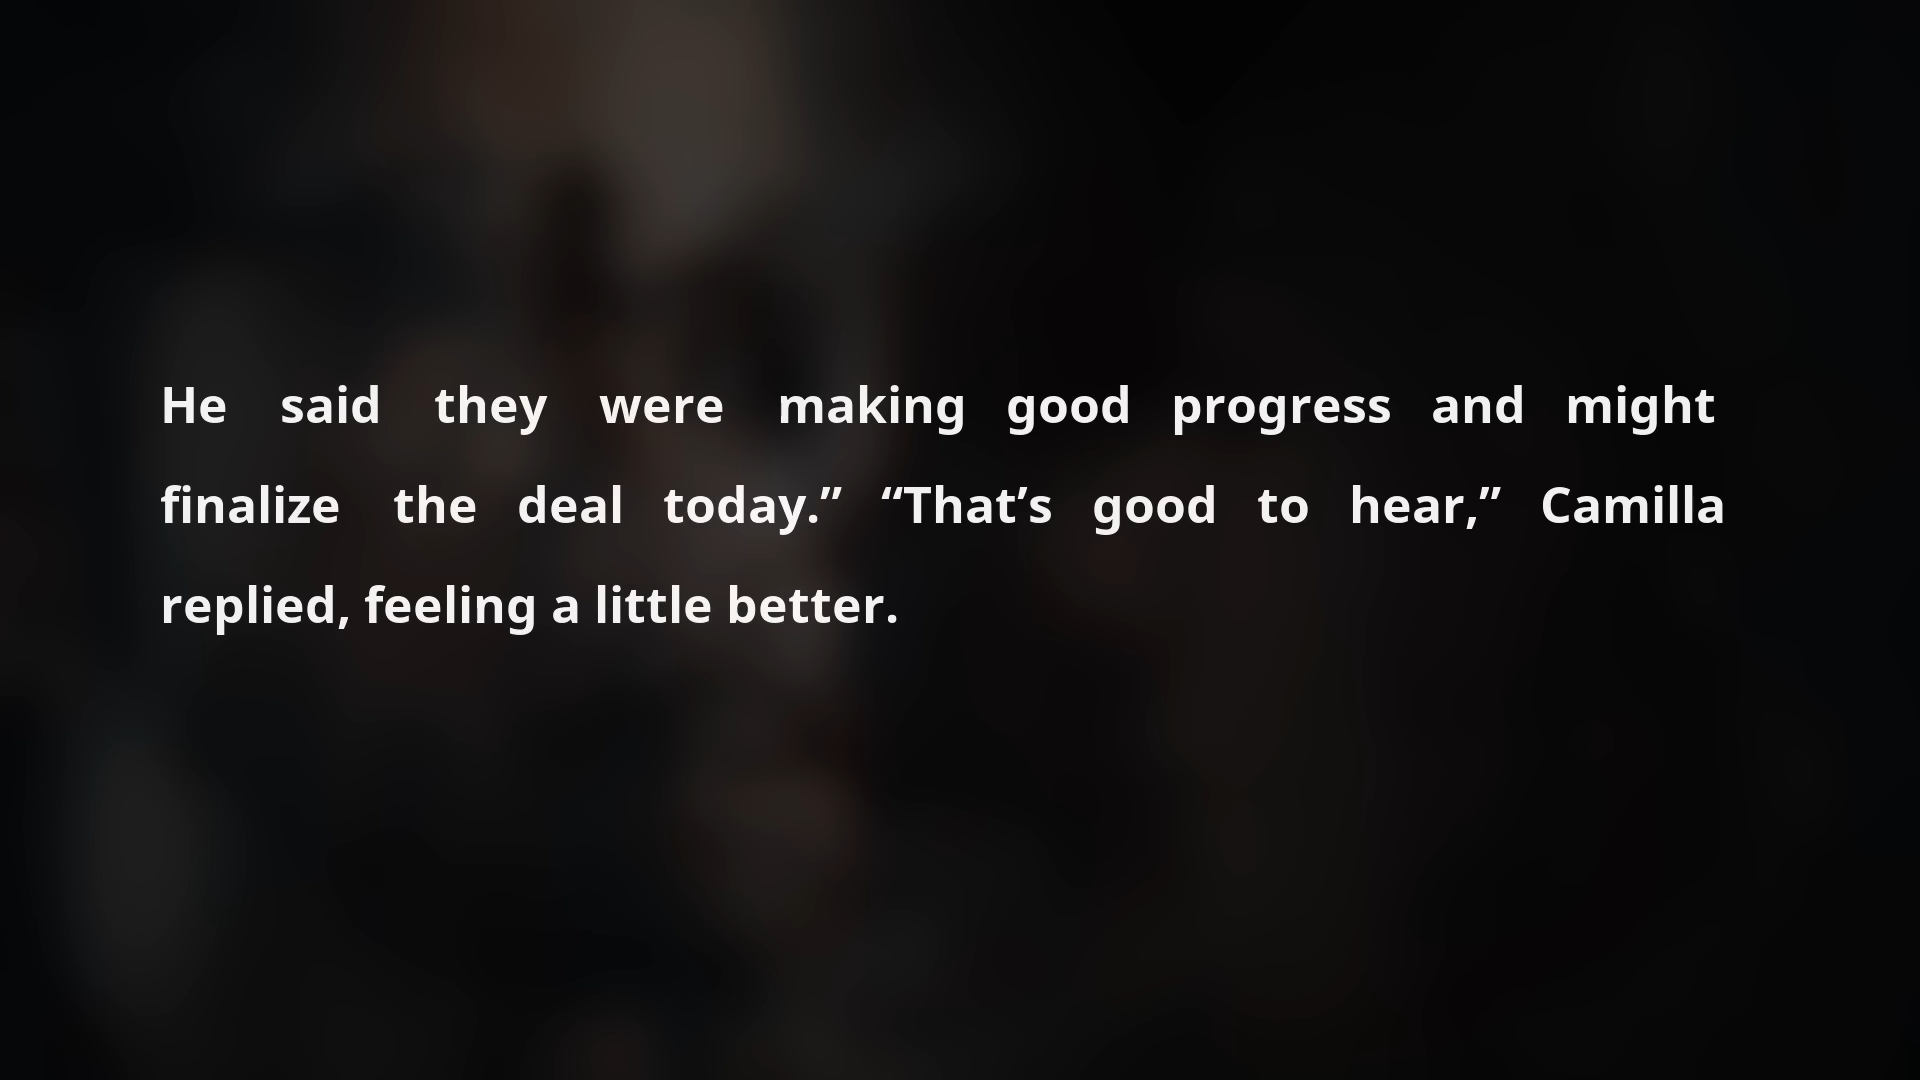 He said they were making good progress and might
finalize the deal today.” “That’s good to hear,” Camilla
replied, feeling a little better.